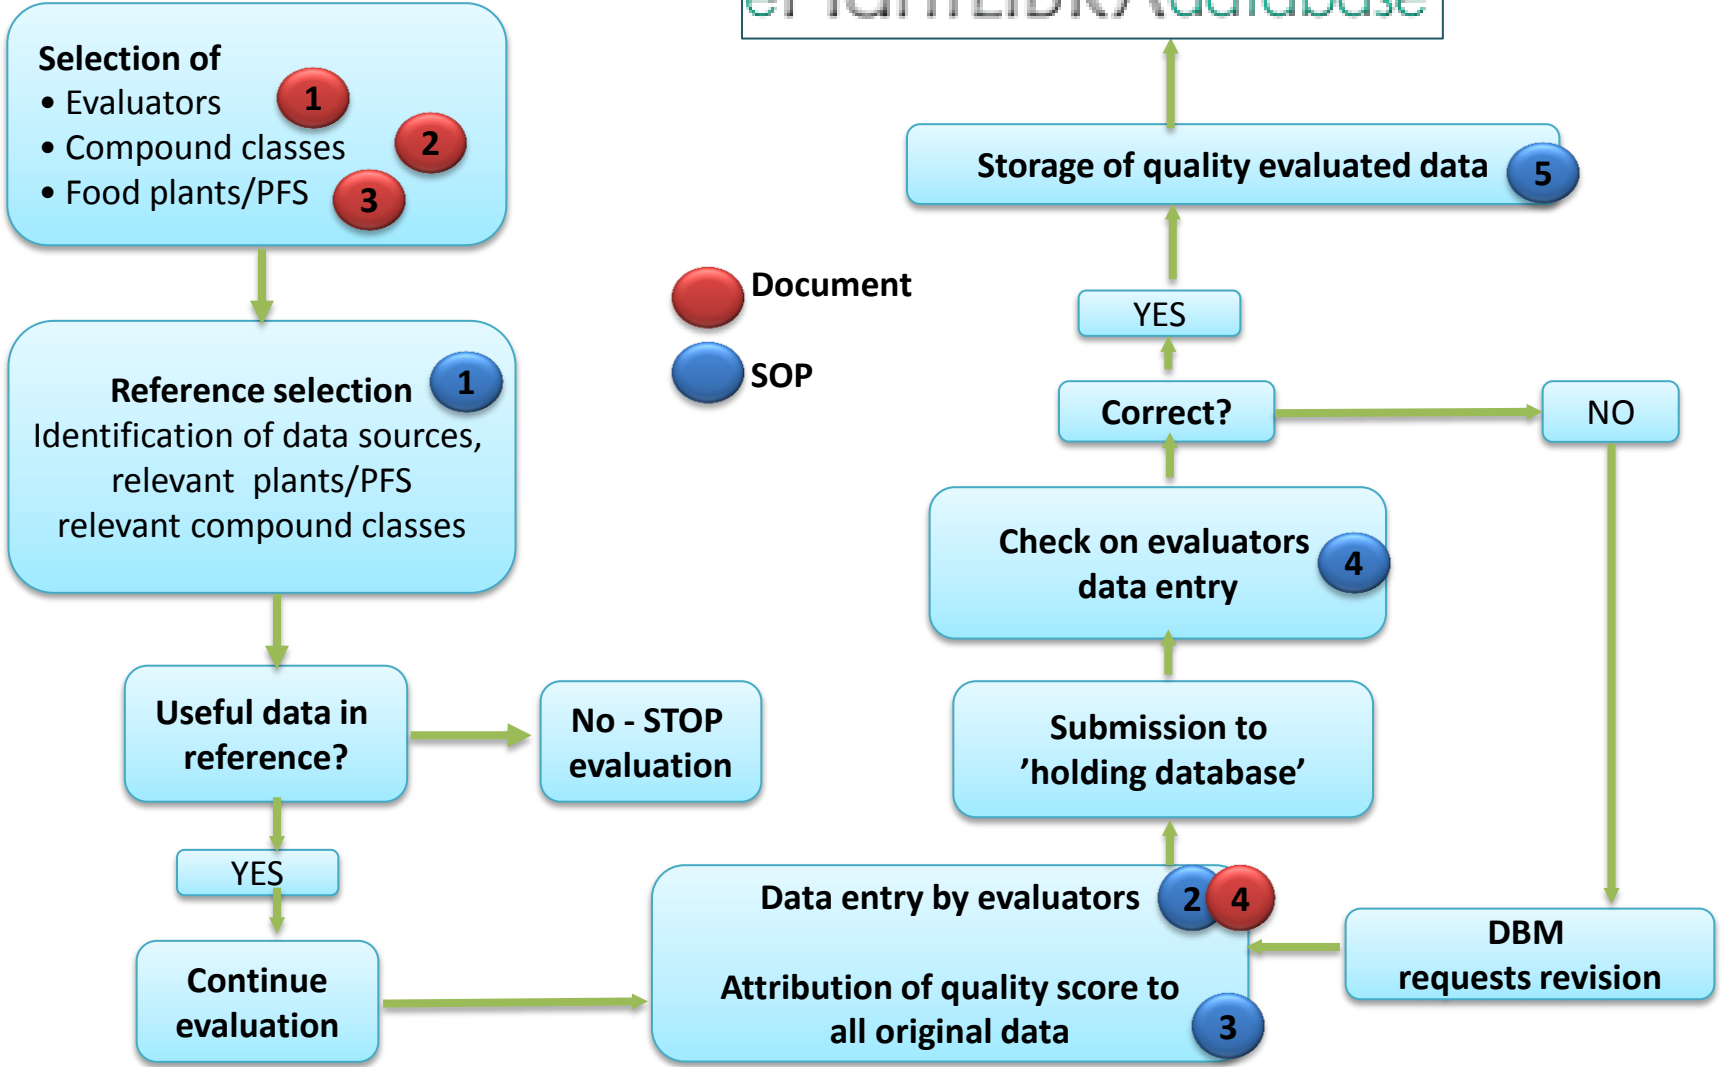 ePlantLIBRAdatabase
Selection of
• Evaluators 1
• Compound classes 2
• Food plants/PFS 3
Reference selection 1
Identification of data sources,
relevant plants/PFS
relevant compound classes
Useful data in
reference?
No - STOP
evaluation
YES
Continue
evaluation
Document
SOP
Data entry by evaluators 2 4
Attribution of quality score to
all original data 3
Submission to
’holding database’
Check on evaluators
data entry 4
Correct?
YES
NO
DBM
requests revision
Storage of quality evaluated data 5